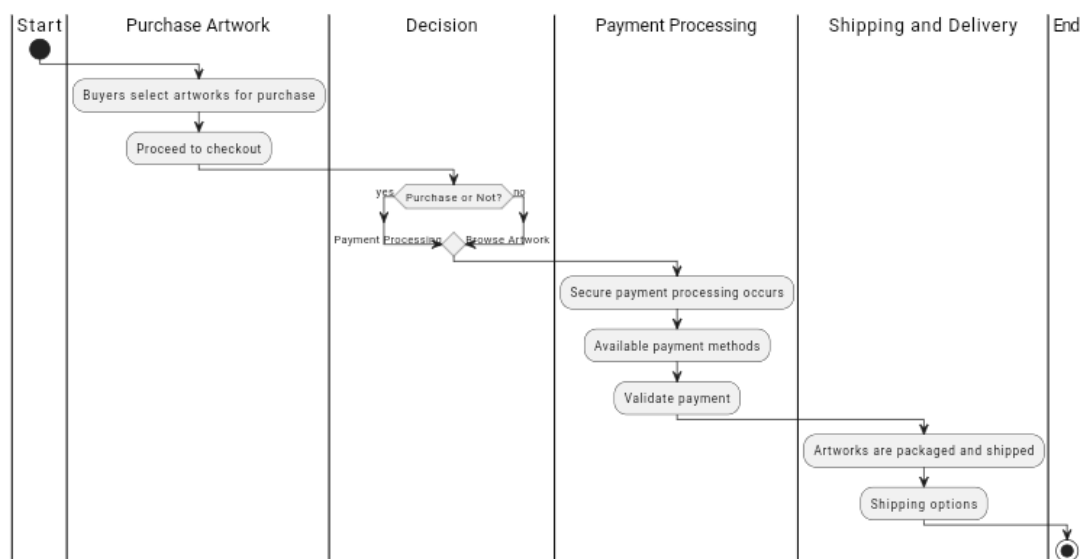 Start
Purchase Artwork
Decision
Payment Processing
Shipping and Delivery
End
Buyers select artworks for purchase
Proceed to checkout
yes
Purchase or Not?
no
Payment Processing
Browse Artwork
Secure payment processing occurs
Available payment methods
Validate payment
Artworks are packaged and shipped
Shipping options